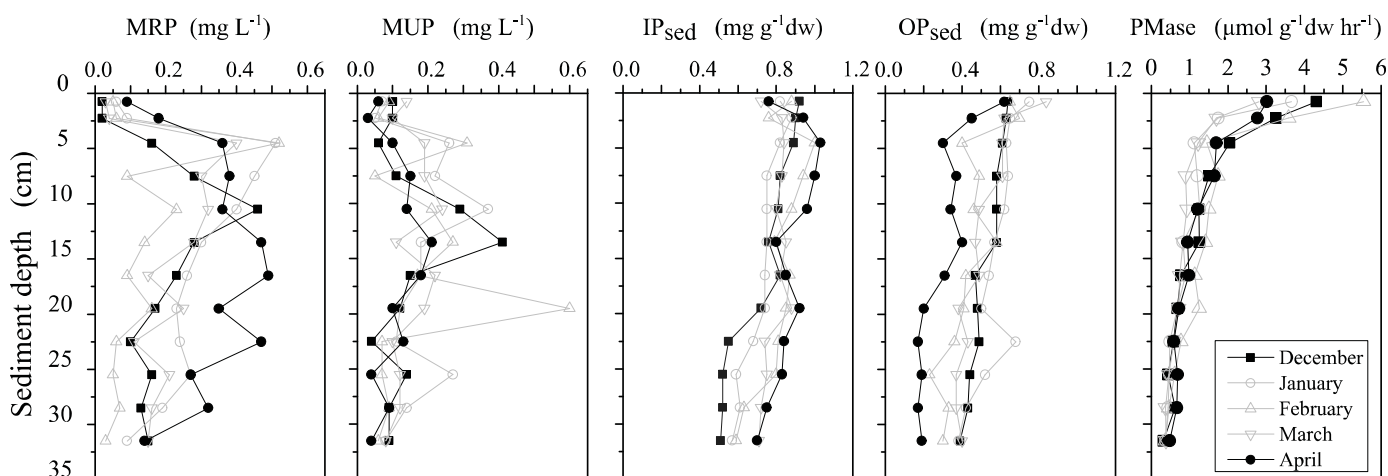 MRP (mg L-1) MUP (mg L-1) IPsed (mg g-1dw) OPsed (mg g-1dw) PMase (μmol g-1dw hr-1)
0.0 0.2 0.4 0.6 0.0 0.2 0.4 0.6 0.0 0.4 0.8 1.2 0.0 0.4 0.8 1.2 0 1 2 3 4 5 6
0
5
10
15
20
25
30
35
Sediment depth (cm)
December
January
February
March
April